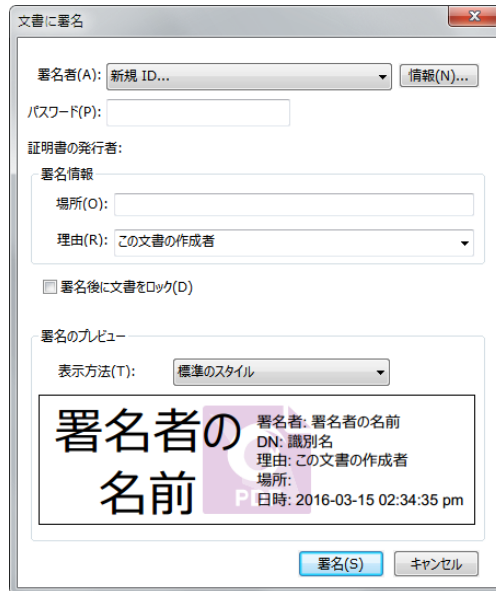 文書に署名
署名者(A): 新規 ID... 情報(N)...
パスワード(P):
証明書の発行者:
署名情報
場所(O):
理由(R): この文書の作成者
署名後に文書をロック(D)
署名のプレビュー
表示方法(T): 標準のスタイル
署名者の
名前
署名者: 署名者の名前
DN: 識別名
理由: この文書の作成者
場所:
日時: 2016-03-15 02:34:35 pm
PD
署名(S) キャンセル